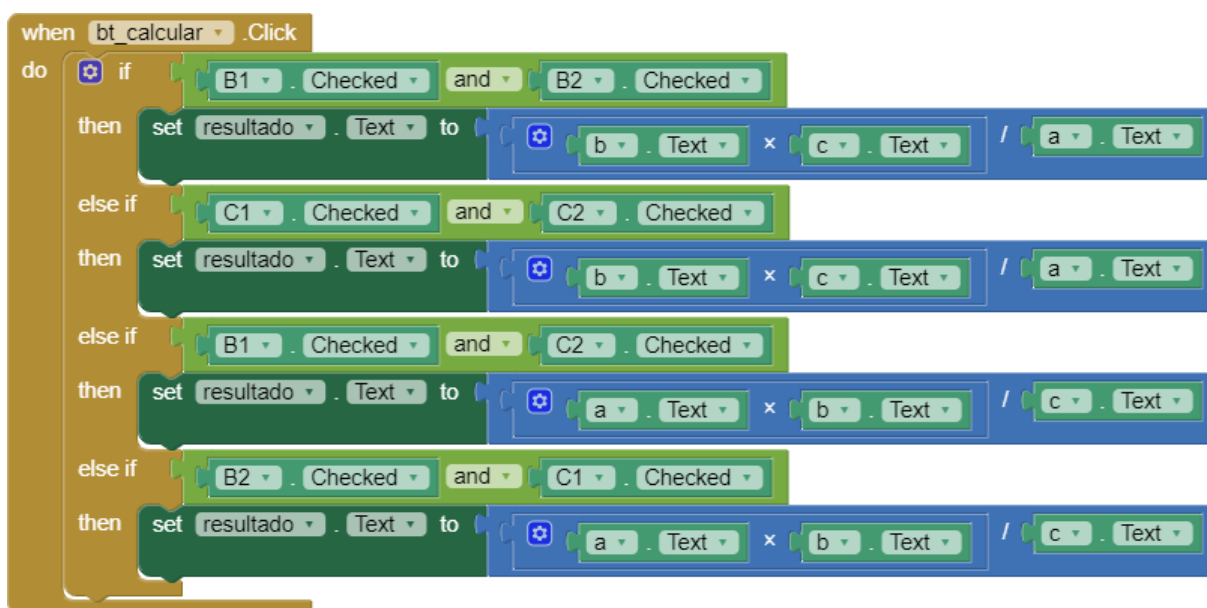 when bt_calcular .Click
do if B1 . Checked and B2 . Checked
then set resultado . Text to b . Text × c . Text / a . Text
else if C1 . Checked and C2 . Checked
then set resultado . Text to b . Text × c . Text / a . Text
else if B1 . Checked and C2 . Checked
then set resultado . Text to a . Text × b . Text / c . Text
else if B2 . Checked and C1 . Checked
then set resultado . Text to a . Text × b . Text / c . Text